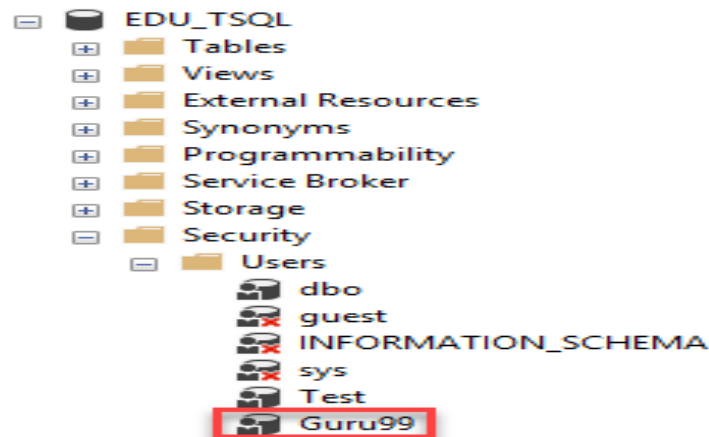 EDU_TSQL
Tables
Views
External Resources
Synonyms
Programmability
Service Broker
Storage
Security
Users
dbo
guest
INFORMATION_SCHEMA
sys
Test
Guru99